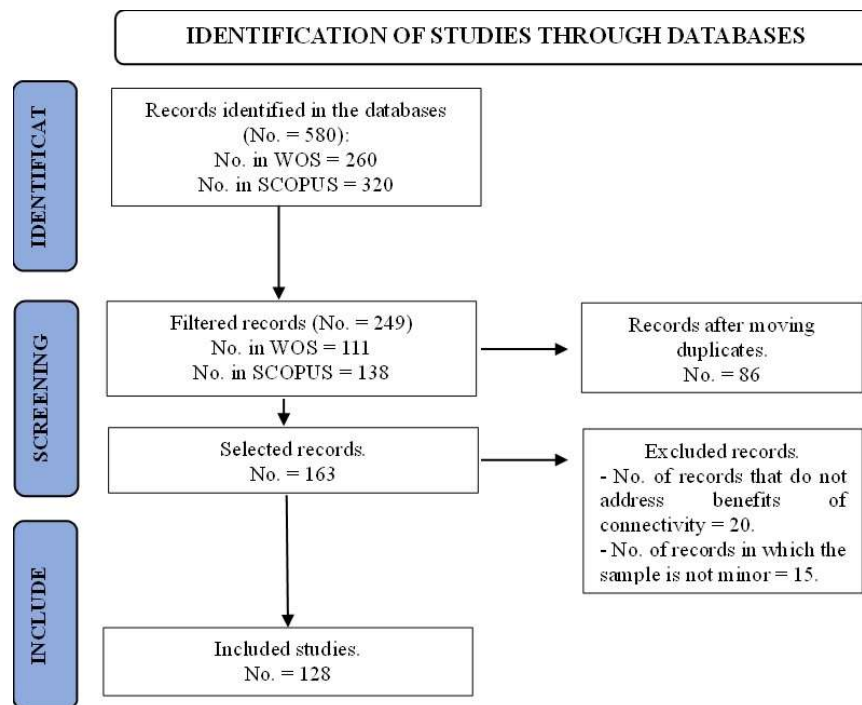 IDENTIFICATION OF STUDIES THROUGH DATABASES
IDENTIFICAT
Records identified in the databases
(No. = 580):
No. in WOS = 260
No. in SCOPUS = 320
SCREENING
Filtered records (No. = 249)
No. in WOS = 111
No. in SCOPUS = 138
Records after moving
duplicates.
No. = 86
Selected records.
No. = 163
Excluded records.
- No. of records that do not
address benefits of
connectivity = 20.
- No. of records in which the
sample is not minor = 15.
INCLUDE
Included studies.
No. = 128